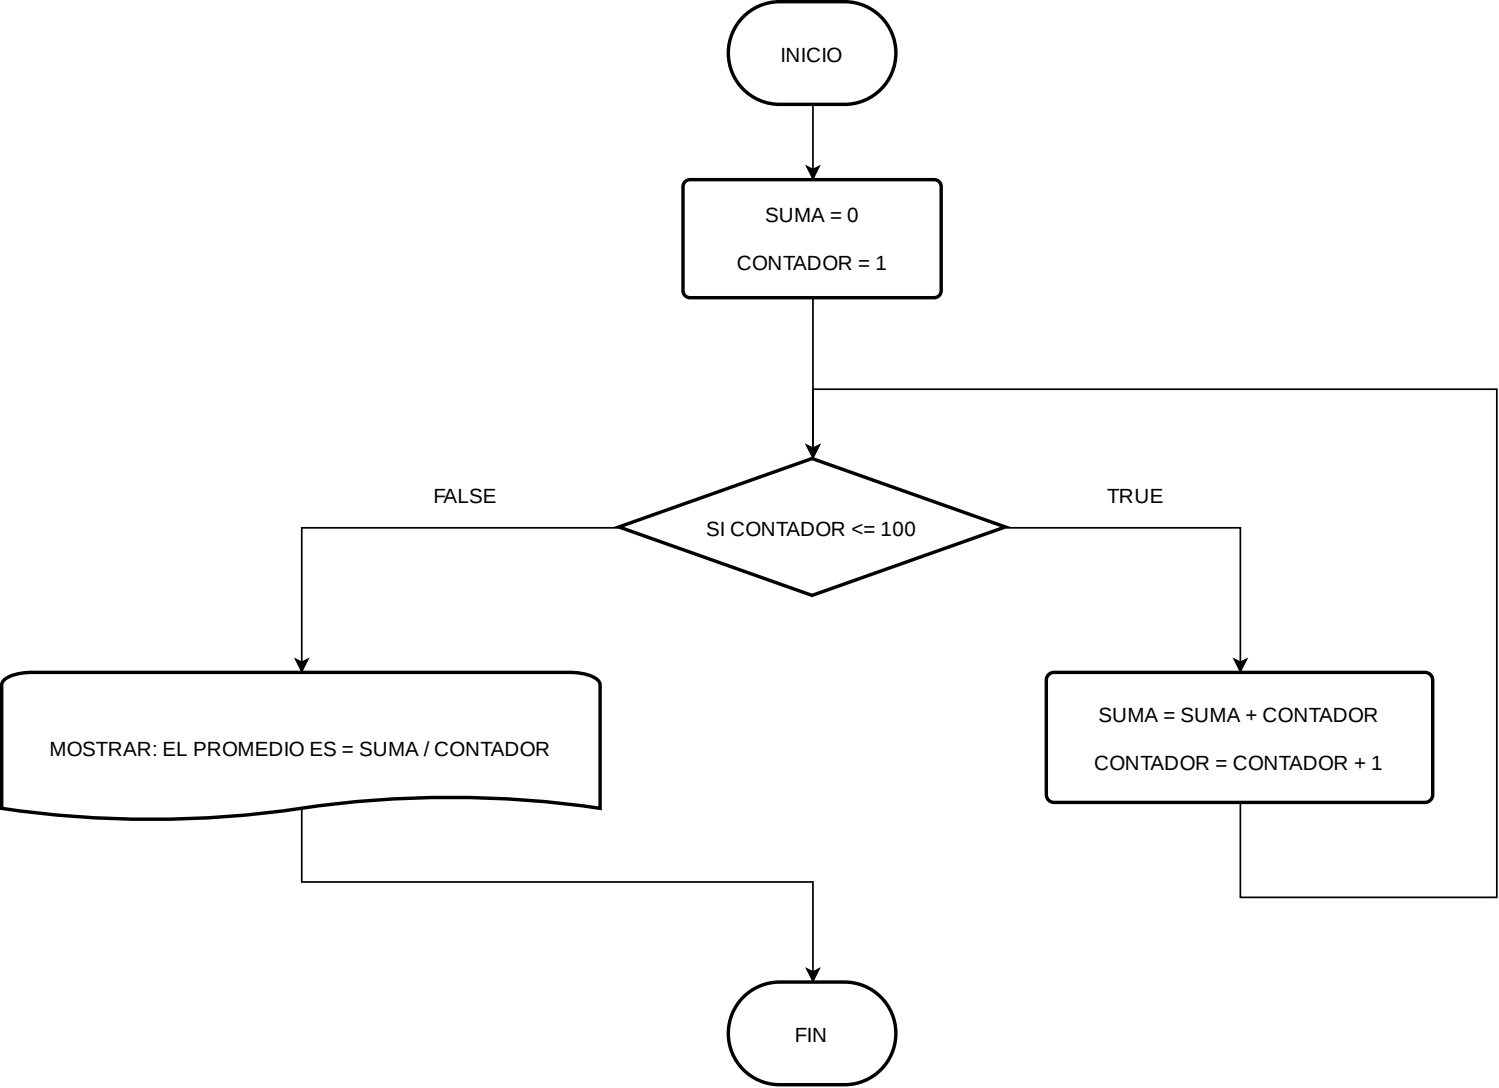 INICIO
SUMA = 0
CONTADOR = 1
FALSE
TRUE
SI CONTADOR <= 100
MOSTRAR: EL PROMEDIO ES = SUMA / CONTADOR
SUMA = SUMA + CONTADOR
CONTADOR = CONTADOR + 1
FIN